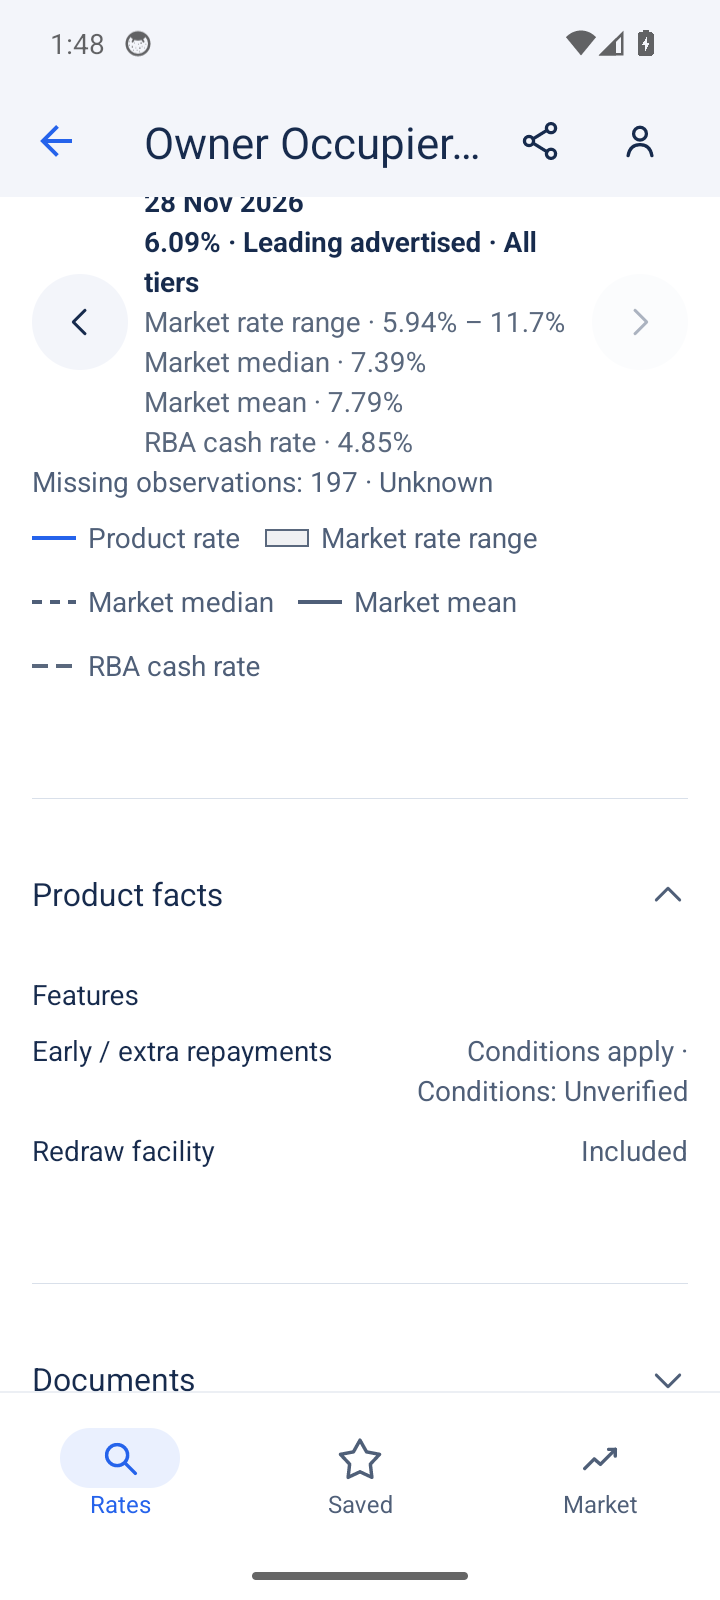 1:48
Owner Occupier...
28 Nov 2026
6.09% · Leading advertised · All
tiers
Market rate range · 5.94% – 11.7%
Market median · 7.39%
Market mean · 7.79%
RBA cash rate · 4.85%
Missing observations: 197 · Unknown
Product rate Market rate range
Market median Market mean
RBA cash rate
Product facts
Features
Early / extra repayments Conditions apply ·
Conditions: Unverified
Redraw facility Included
Documents
Rates Saved Market